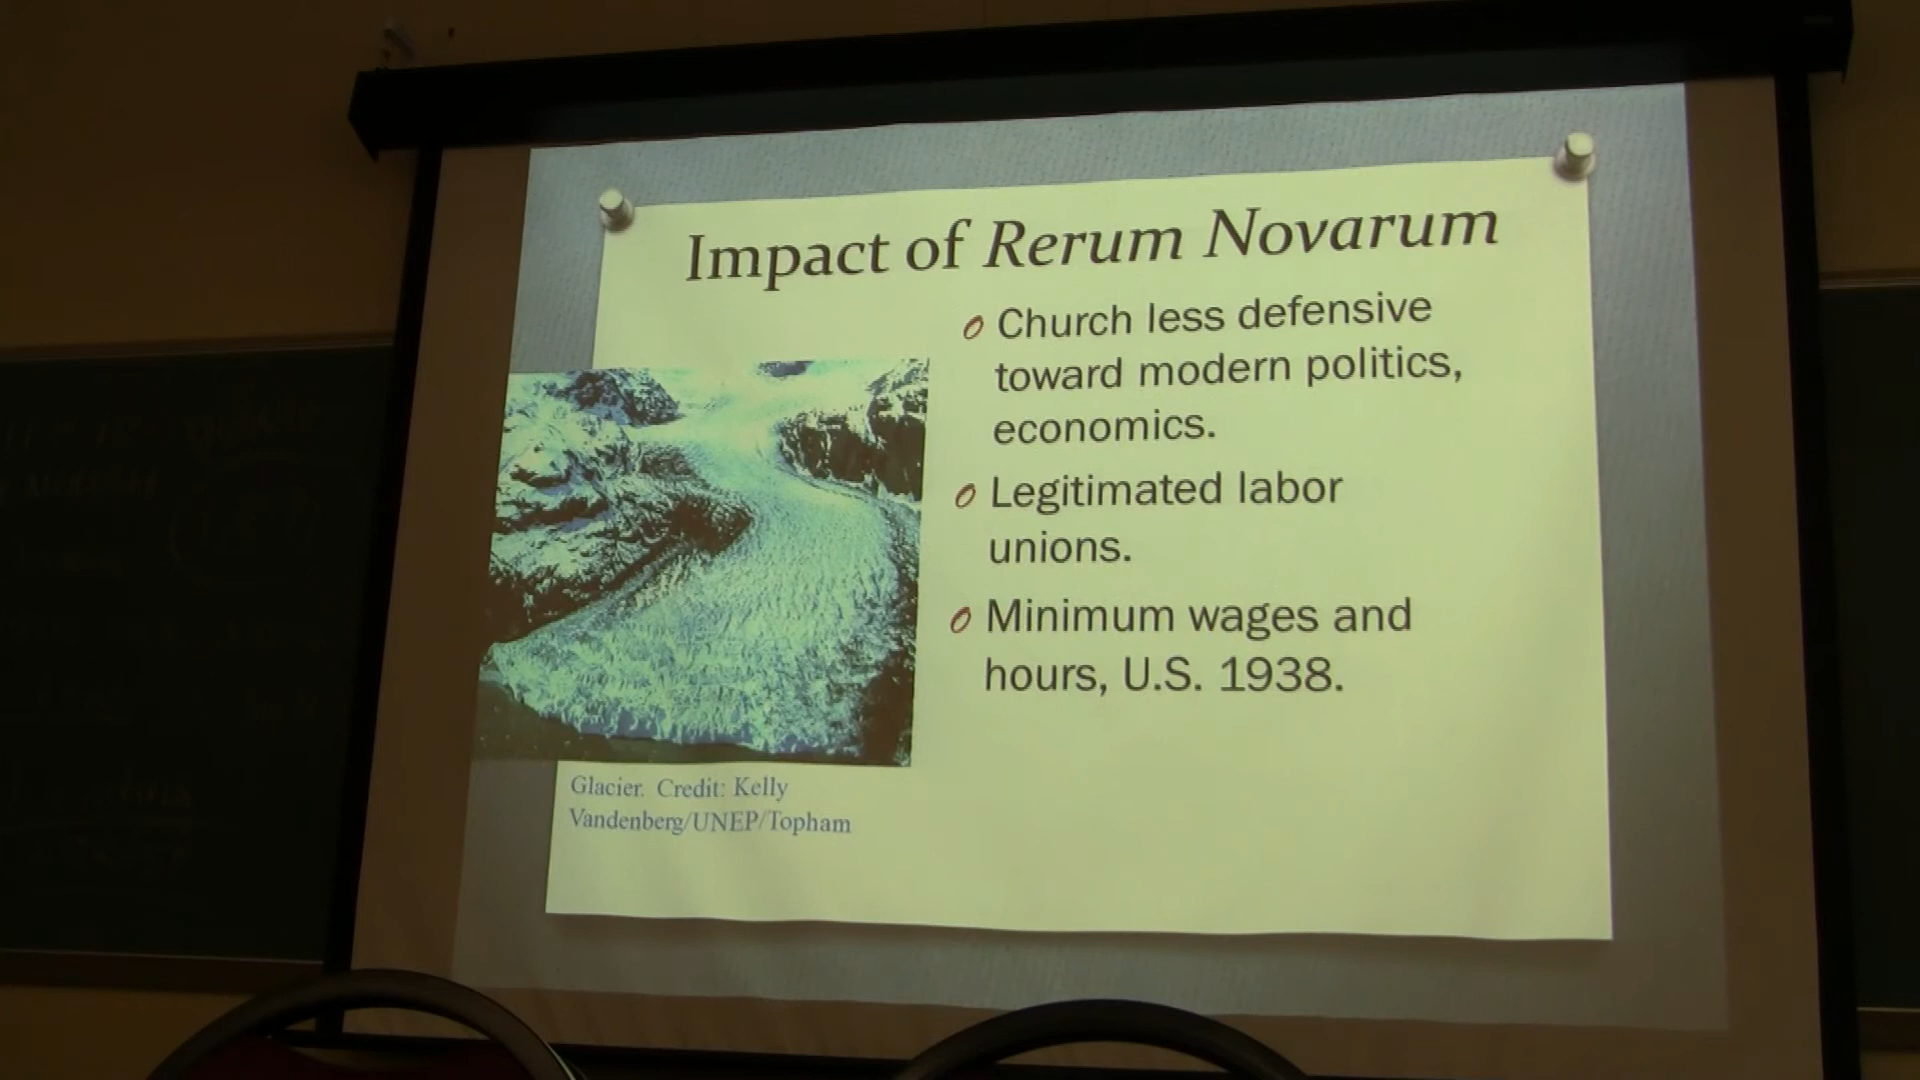 Impact of Rerum Novarum
Church less defensive
toward modern politics,
economics.
Legitimated labor
unions.
Minimum wages and
hours, U.S. 1938.
Glacier. Credit: Kelly
Vandenberg/UNEP/Topham